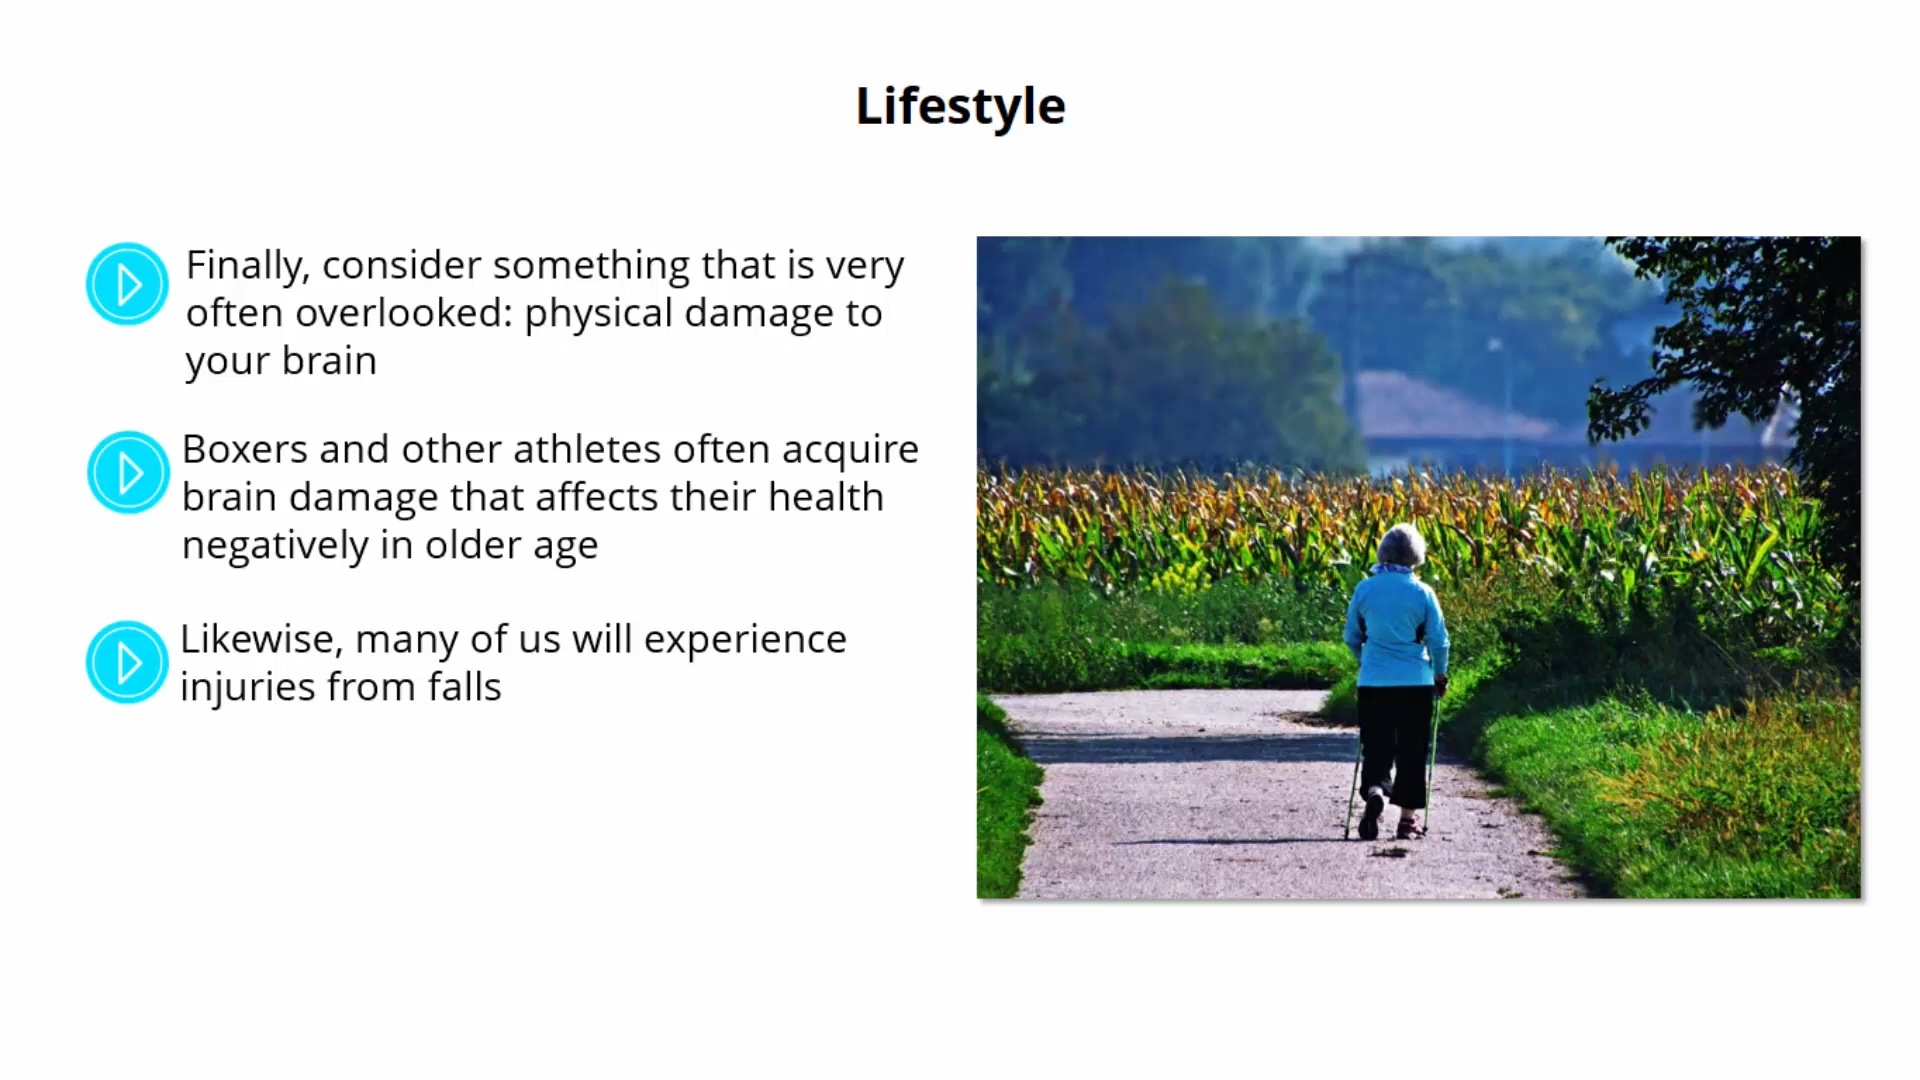 Lifestyle
Finally, consider something that is very
often overlooked: physical damage to
your brain
Boxers and other athletes often acquire
brain damage that affects their health
negatively in older age
Likewise, many of us will experience
injuries from falls